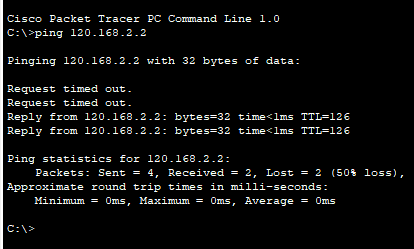 Cisco Packet Tracer PC Command Line 1.0
C:\>ping 120.168.2.2
Pinging 120.168.2.2 with 32 bytes of data:
Request timed out.
Request timed out.
Reply from 120.168.2.2: bytes=32 time<1ms TTL=126
Reply from 120.168.2.2: bytes=32 time<1ms TTL=126
Ping statistics for 120.168.2.2:
Packets: Sent = 4, Received = 2, Lost = 2 (50% loss),
Approximate round trip times in milli-seconds:
Minimum = 0ms, Maximum = 0ms, Average = 0ms
C:\>